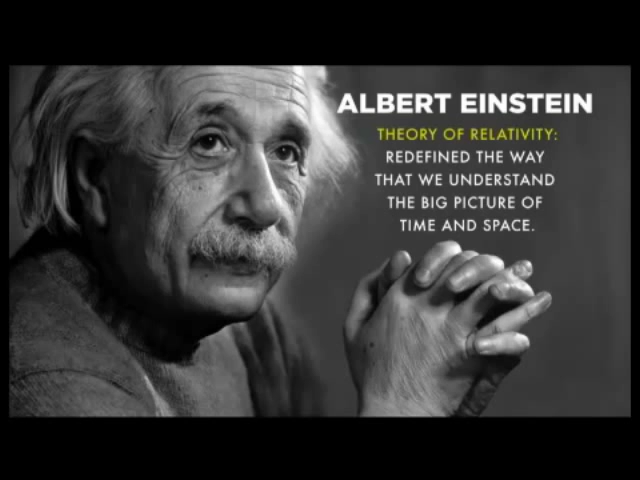 ALBERT EINSTEIN
THEORY OF RELATIVITY:
REDEFINED THE WAY
THAT WE UNDERSTAND
THE BIG PICTURE OF
TIME AND SPACE.